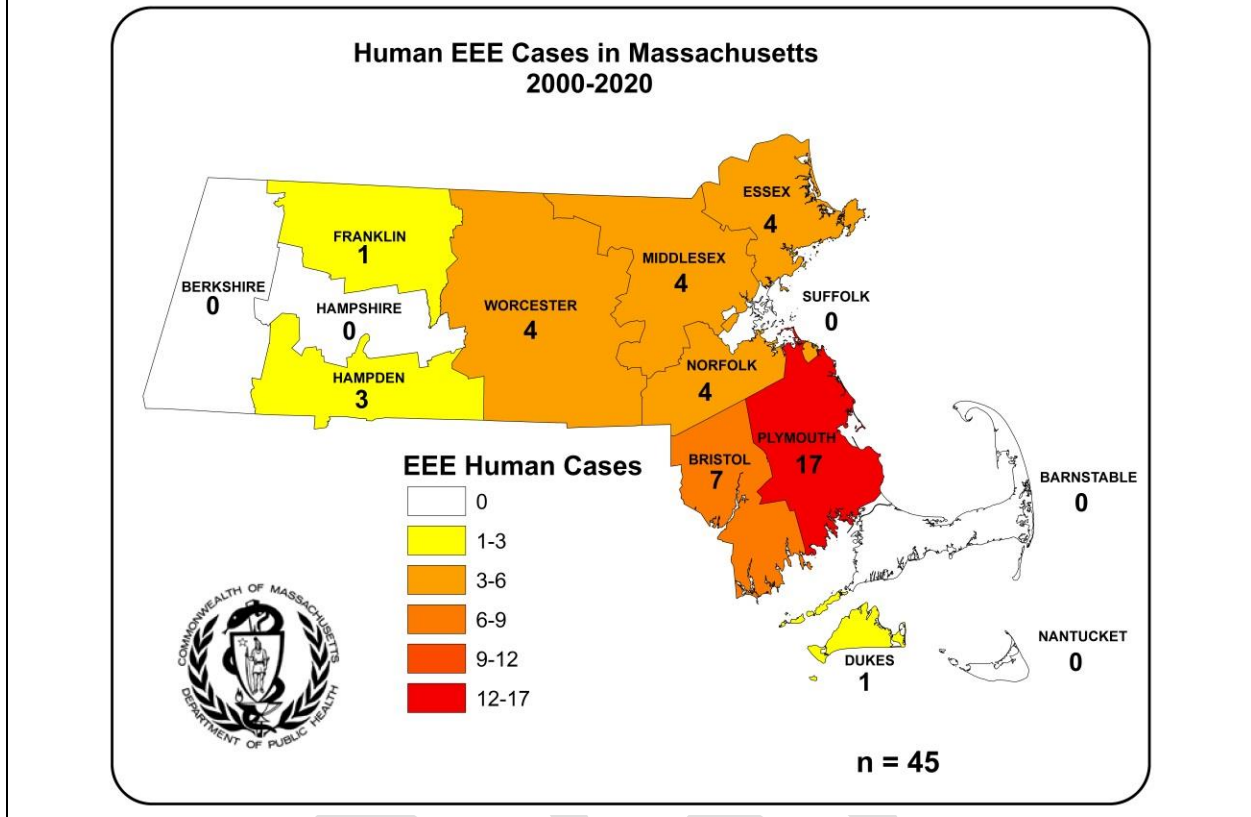 Human EEE Cases in Massachusetts
2000-2020
ESSEX
4
FRANKLIN
1
MIDDLESEX
4
BERKSHIRE
0
SUFFOLK
0
HAMPSHIRE
0
WORCESTER
4
NORFOLK
4
HAMPDEN
3
PLYMOUTH
17
BRISTOL
7
BARNSTABLE
0
EEE Human Cases
0
1-3
3-6
6-9
9-12
12-17
NANTUCKET
0
DUKES
1
COMMONWEALTH OF MASSACHUSETTS
DEPARTMENT OF PUBLIC HEALTH
n = 45